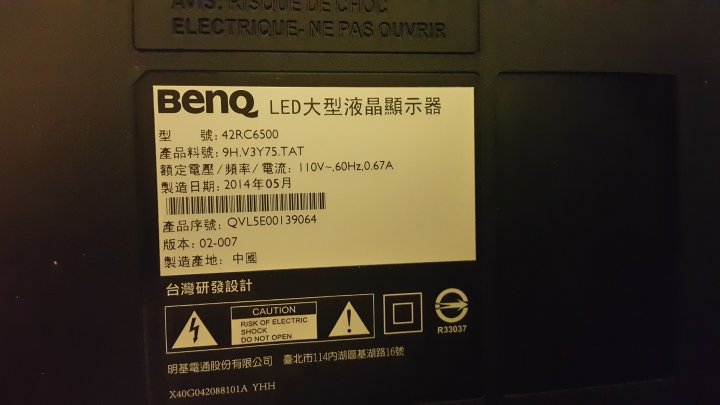 AVIS: RISQUE DE CHOC
ELECTRIQUE- NE PAS OUVRIR
BenQ LED大型液晶顯示器
型 號: 42RC6500
產品料號: 9H.V3Y75.TAT
額定電壓/頻率/電流: 110V~,60Hz,0.67A
製造日期: 2014年05月
產品序號: QVL5E00139064
版本: 02-007
製造產地: 中國
台灣研發設計
CAUTION
RISK OF ELECTRIC
SHOCK
DO NOT OPEN
R33037
明基電通股份有限公司 臺北市114內湖區基湖路16號
X40G042088101A YHH